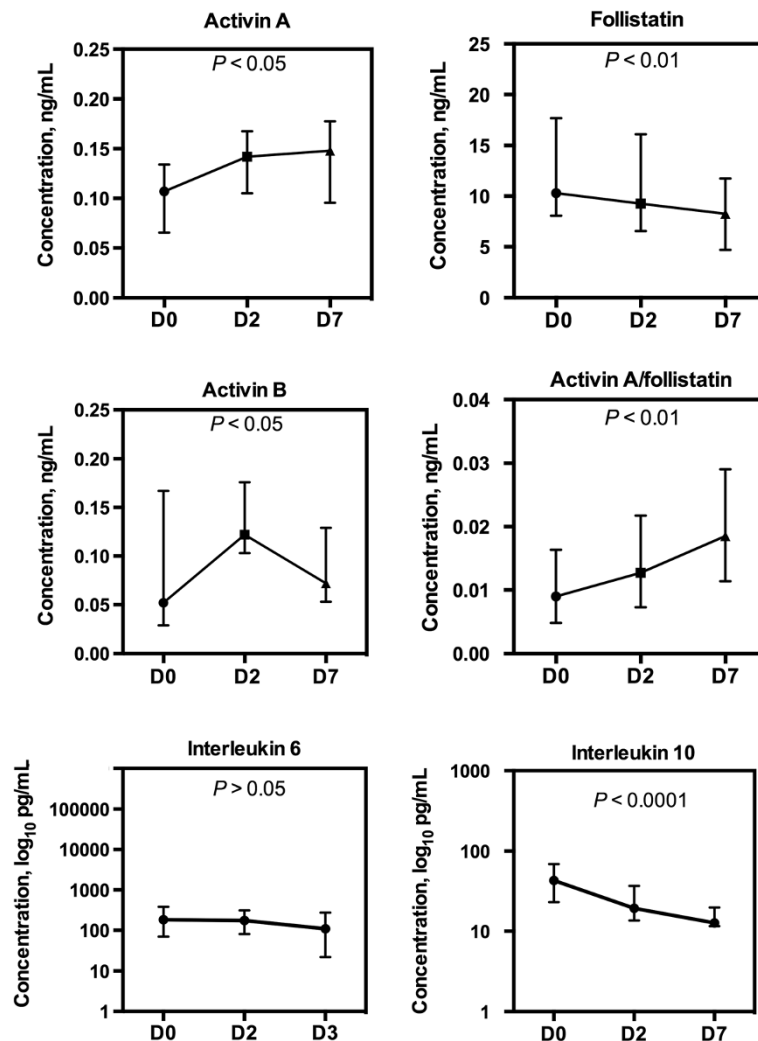 Activin A
P < 0.05
Concentration, ng/mL
0.25
0.20
0.15
0.10
0.05
0.00
D0 D2 D7
Follistatin
P < 0.01
Concentration, ng/mL
25
20
15
10
5
0
D0 D2 D7
Activin B
P < 0.05
Concentration, ng/mL
0.25
0.20
0.15
0.10
0.05
0.00
D0 D2 D7
Activin A/follistatin
P < 0.01
Concentration, ng/mL
0.04
0.03
0.02
0.01
0.00
D0 D2 D7
Interleukin 6
P > 0.05
Concentration, log10 pg/mL
100000
10000
1000
100
10
1
D0 D2 D3
Interleukin 10
P < 0.0001
Concentration, log10 pg/mL
1000
100
10
1
D0 D2 D7